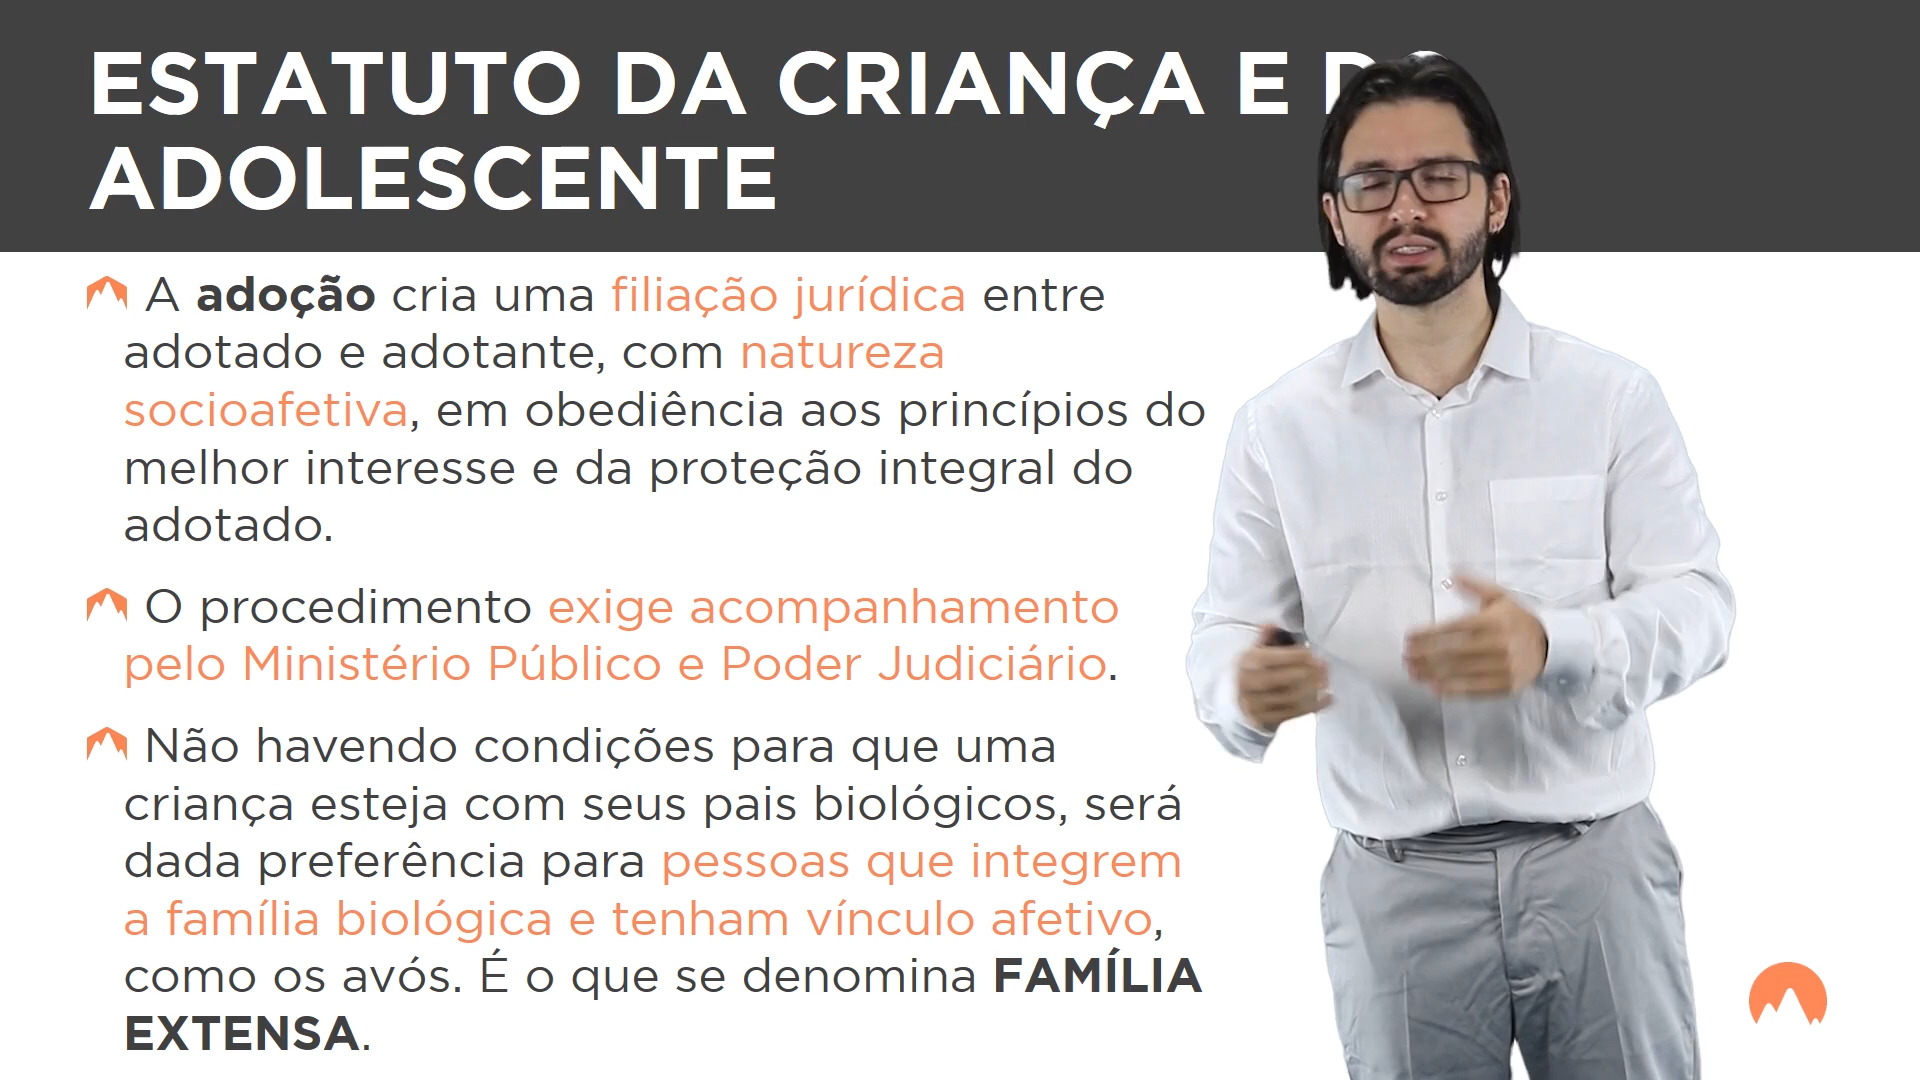 ESTATUTO DA CRIANÇA E
ADOLESCENTE
A adoção cria uma filiação jurídica entre
adotado e adotante, com natureza
socioafetiva, em obediência aos princípios do
melhor interesse e da proteção integral do
adotado.
O procedimento exige acompanhamento
pelo Ministério Público e Poder Judiciário.
Não havendo condições para que uma
criança esteja com seus pais biológicos, será
dada preferência para pessoas que integrem
a família biológica e tenham vínculo afetivo,
como os avós. É o que se denomina FAMÍLIA
EXTENSA.